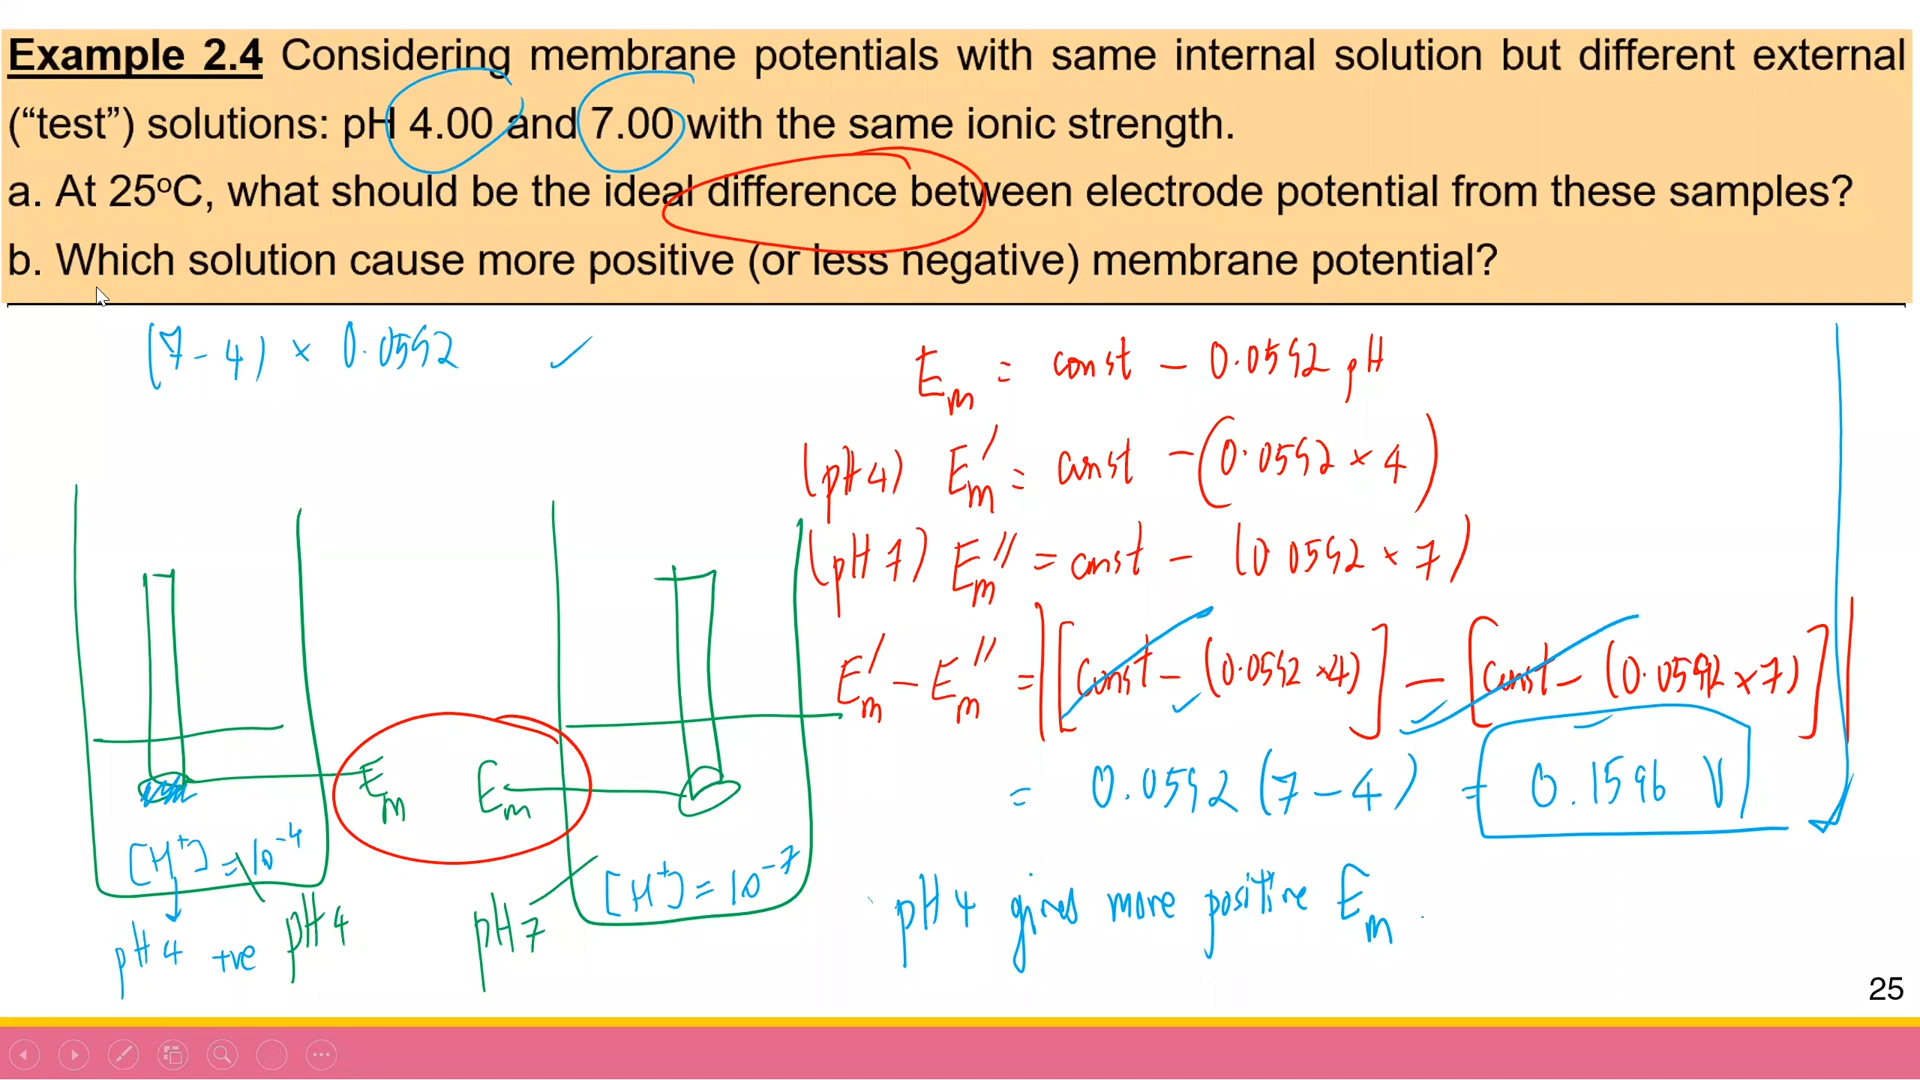 Example 2.4 Considering membrane potentials with same internal solution but different external
(“test”) solutions: pH 4.00 and 7.00 with the same ionic strength.
a. At 25°C, what should be the ideal difference between electrode potential from these samples?
b. Which solution cause more positive (or less negative) membrane potential?
(7 - 4) × 0.0592 ✓
Em = const - 0.0592 pH
(pH 4) Em′ = const - (0.0592 × 4)
(pH 7) Em″ = const - (0.0592 × 7)
Em′ - Em″ = |[const - (0.0592 × 4)] - [const - (0.0592 × 7)]|
= 0.0592 (7 - 4) = 0.1596 V
pH 4 gives more positive Em.
Em Em
[H⁺] = 10⁻⁴
[H⁺] = 10⁻⁷
pH 4 +ve pH 4
pH 7
25